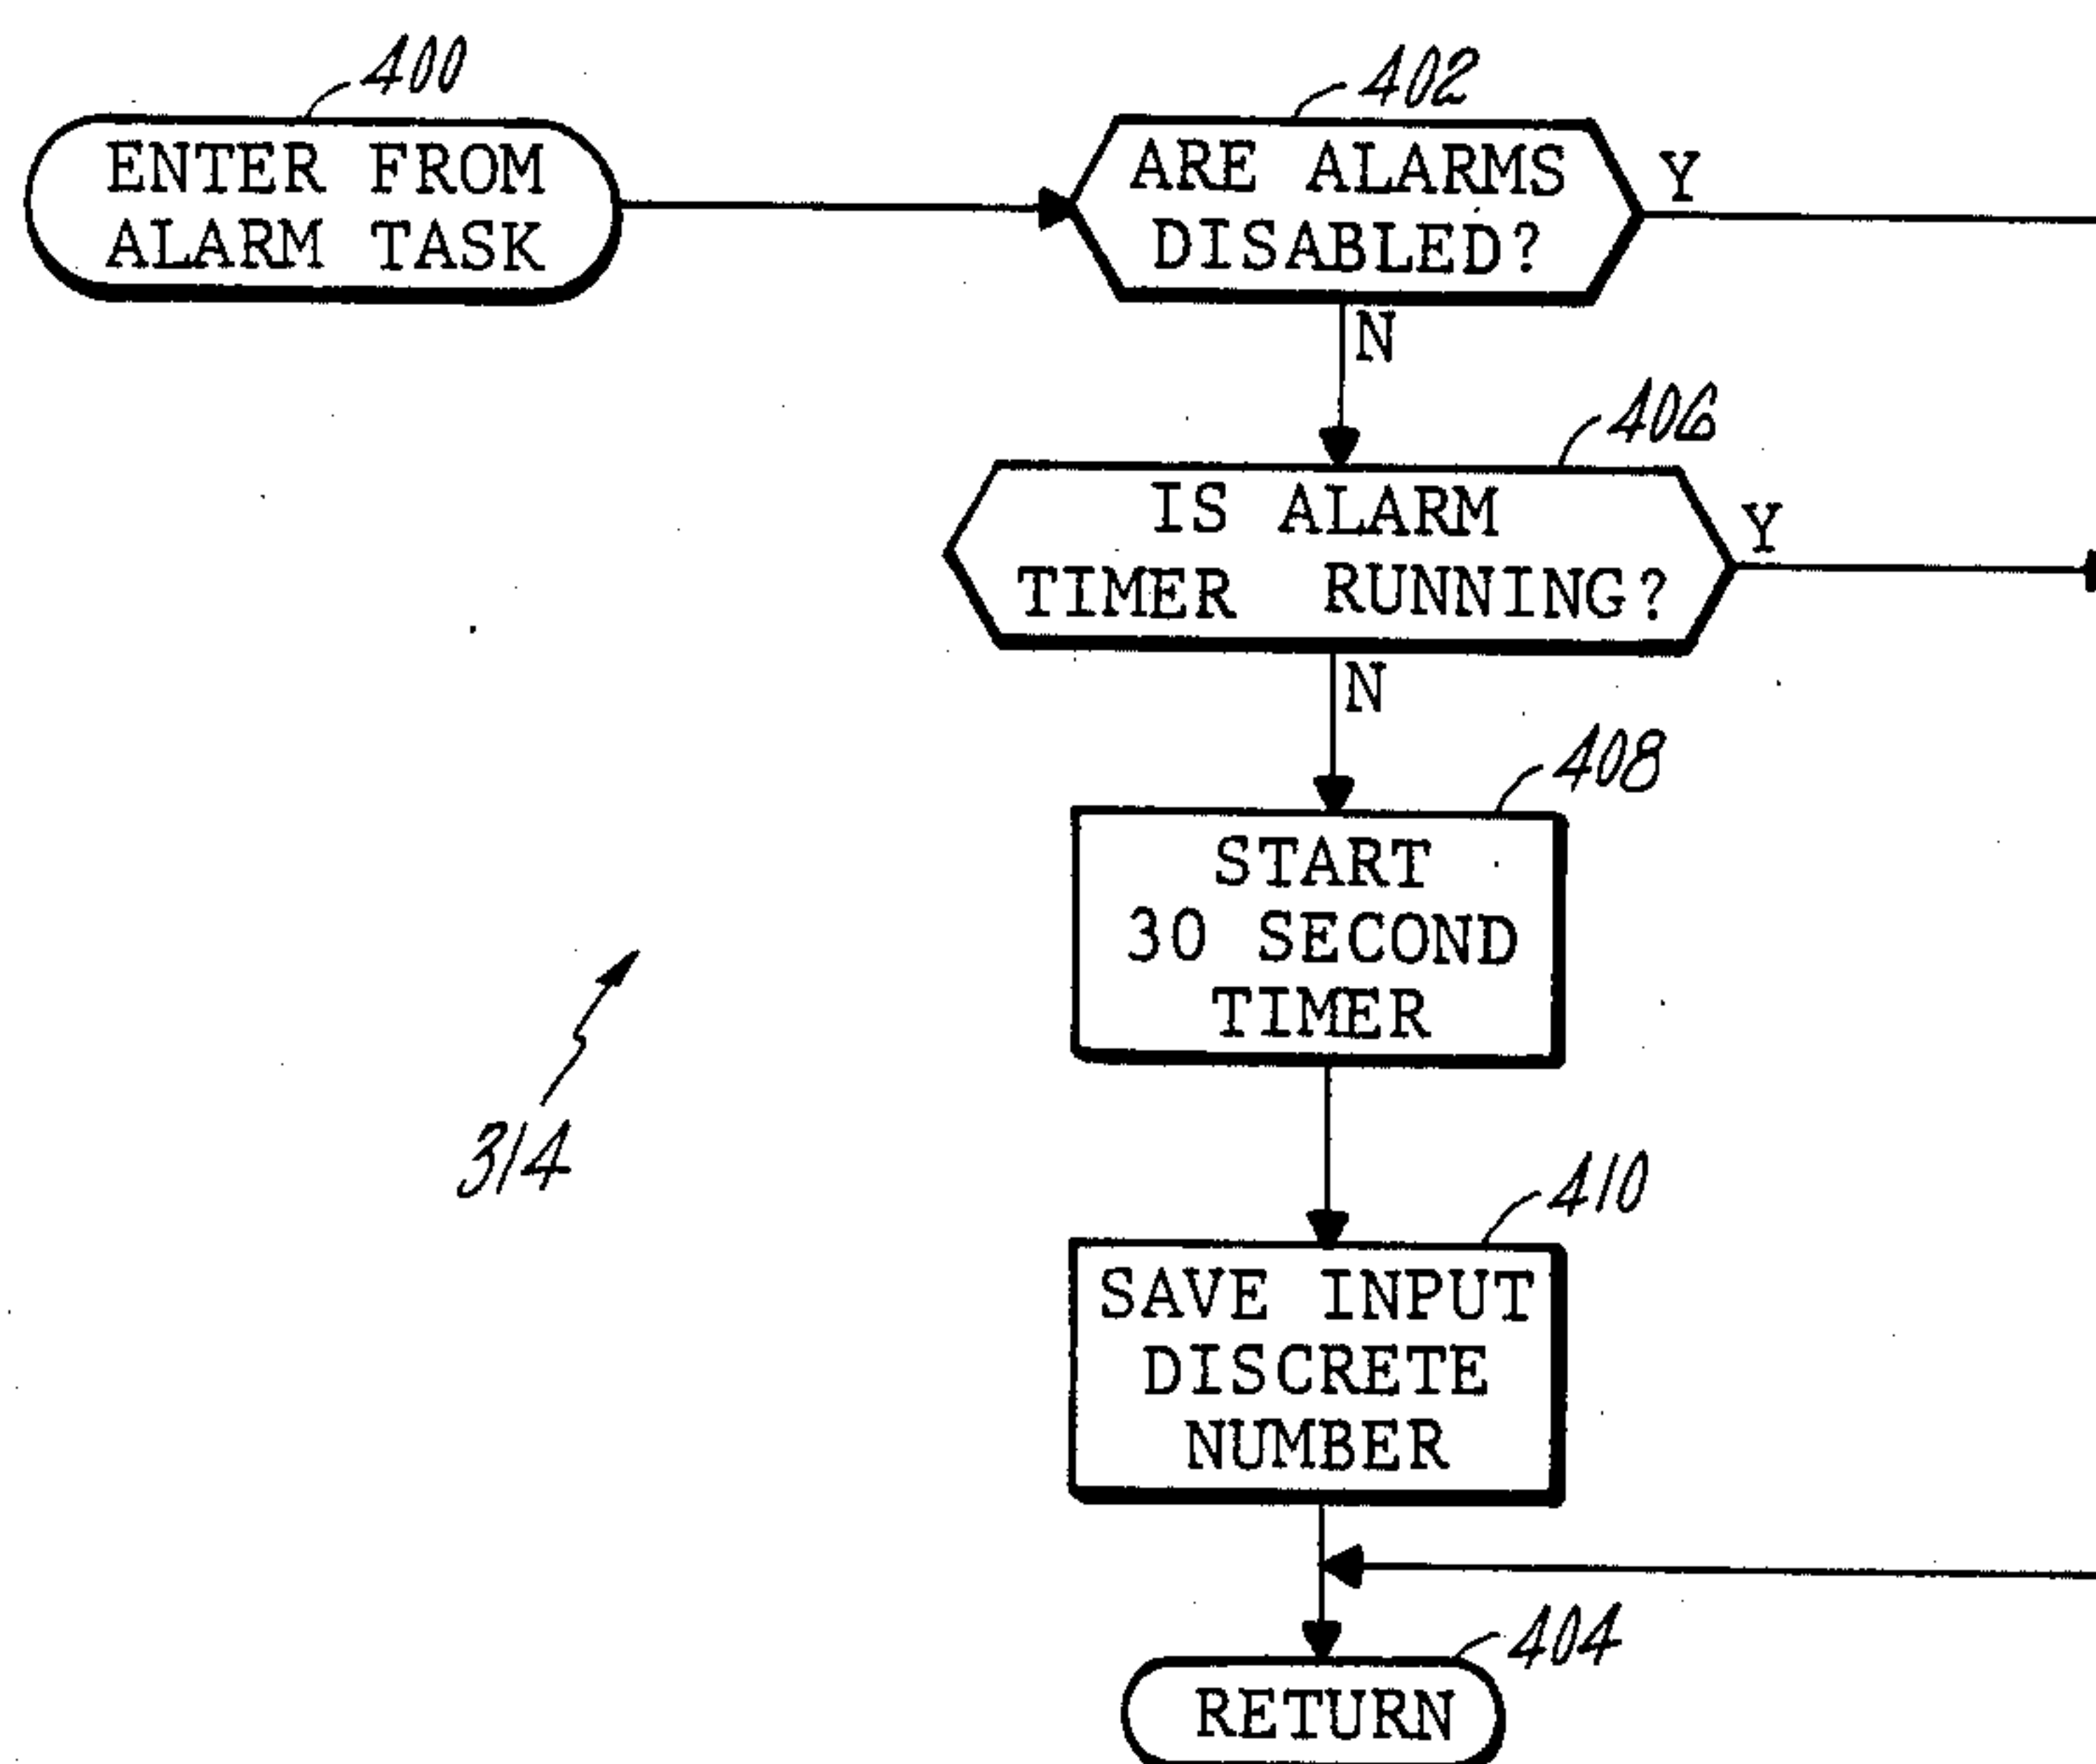 400
ENTER FROM
ALARM TASK
402
ARE ALARMS
DISABLED?
Y
N
406
IS ALARM
TIMER RUNNING?
Y
N
408
START
30 SECOND
TIMER
314
410
SAVE INPUT
DISCRETE
NUMBER
404
RETURN